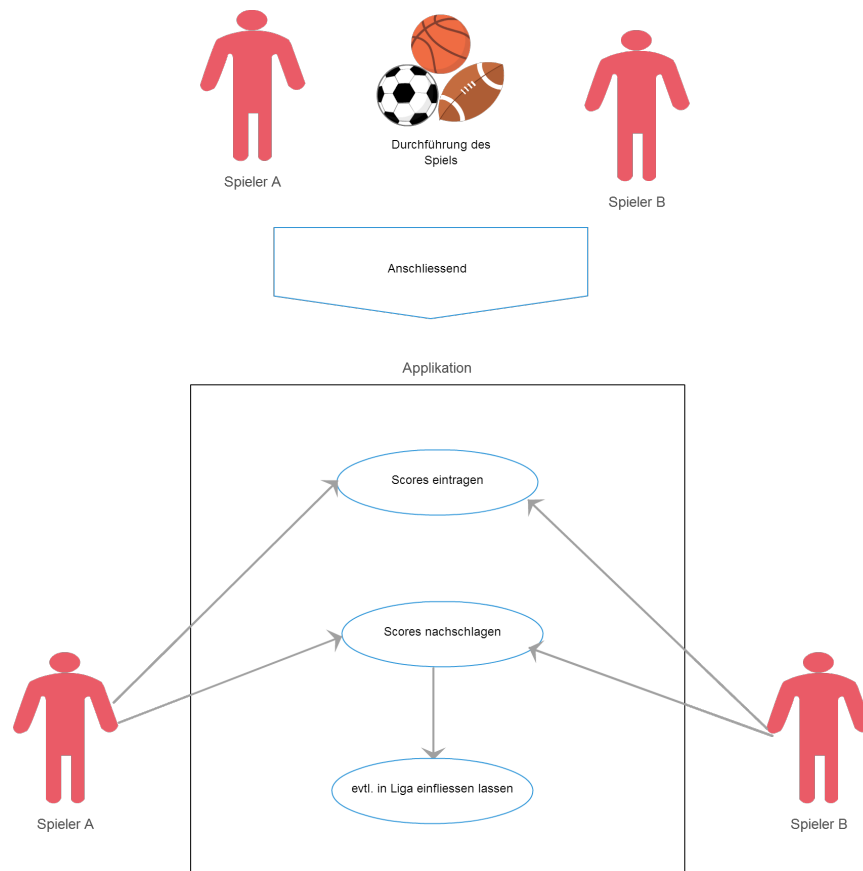 Durchführung des
Spiels
Spieler A
Spieler B
Anschliessend
Applikation
Scores eintragen
Scores nachschlagen
evtl. in Liga einfliessen lassen
Spieler A
Spieler B